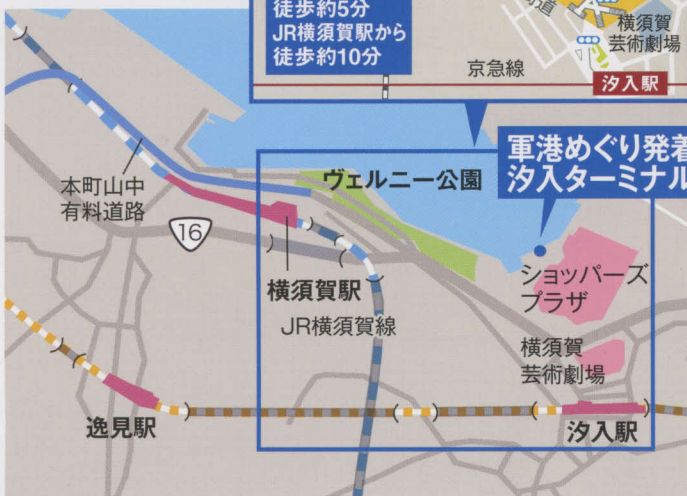 徒歩約5分
JR横須賀駅から
徒歩約10分
道
横須賀
芸術劇場
京急線
汐入駅
軍港めぐり発着
汐入ターミナル
本町山中
有料道路
ヴェルニー公園
16
横須賀駅
JR横須賀線
ショッパーズ
プラザ
横須賀
芸術劇場
逸見駅
汐入駅